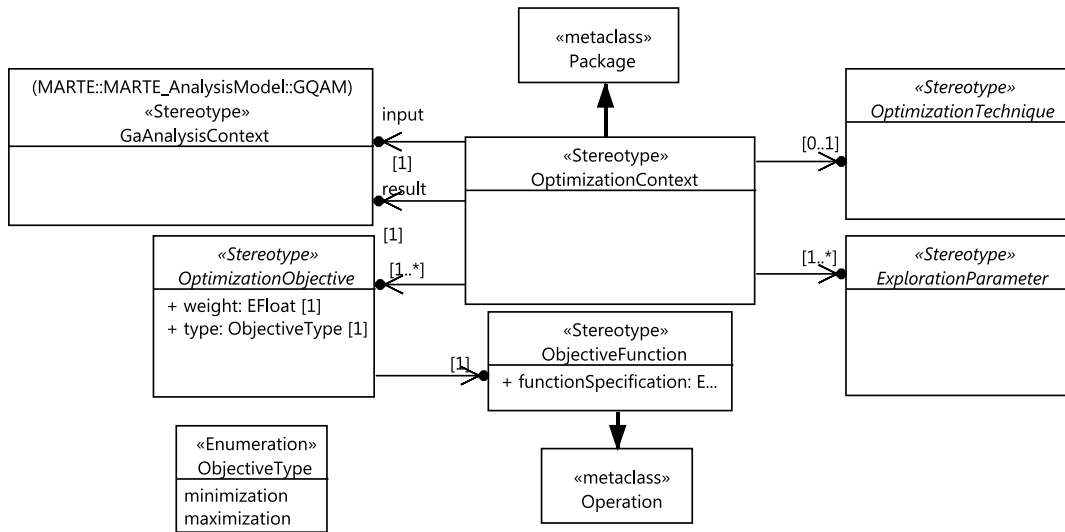 «metaclass»
Package
(MARTE::MARTE_AnalysisModel::GQAM)
«Stereotype»
GaAnalysisContext
input
[1]
result
[1]
«Stereotype»
OptimizationContext
[0..1]
«Stereotype»
OptimizationTechnique
«Stereotype»
OptimizationObjective
+ weight: EFloat [1]
+ type: ObjectiveType [1]
[1..*]
[1..*]
«Stereotype»
ExplorationParameter
[1]
«Stereotype»
ObjectiveFunction
+ functionSpecification: E...
«Enumeration»
ObjectiveType
minimization
maximization
«metaclass»
Operation